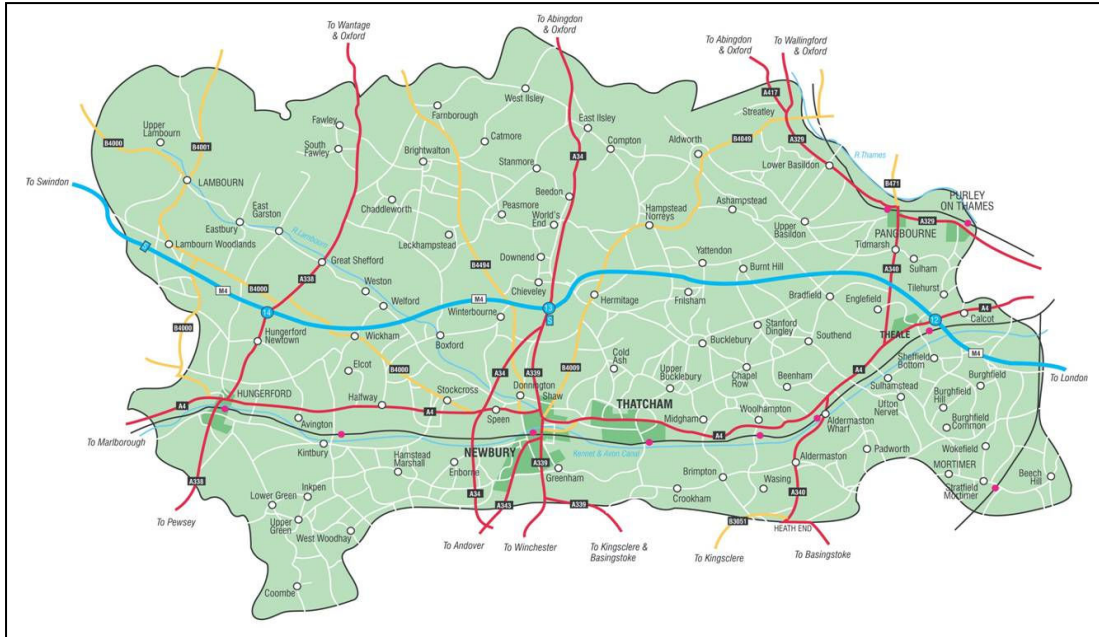 To Wantage
& Oxford
To Abingdon
& Oxford
To Abingdon
& Oxford
To Wallingford
& Oxford
A417
West Ilsley
Streatley
Farnborough
Fawley
East Ilsley
B4000
B4001
Upper
Lambourn
South
Fawley
Catmore
Compton
Aldworth
B4049
A329
Brightwalton
A34
Stanmore
Lower Basildon
R.Thames
To Swindon
LAMBOURN
Beedon
B471
PURLEY
ON THAMES
Chaddleworth
Peasmore
World's
End
Hampstead
Norreys
Ashampstead
A329
East
Garston
Eastbury
R.Lambourn
Leckhampstead
Upper
Basildon
PANGBOURNE
Lambourn Woodlands
Tidmarsh
Great Shefford
Downend
Yattendon
Burnt Hill
A340
Sulham
B4494
A338
B4000
Weston
Chieveley
Hermitage
Frilsham
Bradfield
Englefield
Tilehurst
M4
Welford
M4
13
S
A4
14
Winterbourne
12
Calcot
B4000
Stanford
Dingley
Southend
THEALE
Hungerford
Newtown
Wickham
Boxford
Bucklebury
M4
Cold
Ash
Sheffield
Bottom
To London
Elcot
B4000
A34
A339
B4009
Upper
Bucklebury
Chapel
Row
Beenham
A4
Sulhamstead
Burghfield
HUNGERFORD
Halfway
Stockcross
Donnington
Shaw
Burghfield
Hill
A4
A4
Speen
THATCHAM
Midgham
Woolhampton
Ufton
Nervet
Avington
Aldermaston
Wharf
Burghfield
Common
To Marlborough
A4
Kintbury
NEWBURY
Kennet & Avon Canal
Wokefield
Padworth
Hamstead
Marshall
Enborne
A339
Greenham
Brimpton
Aldermaston
MORTIMER
Beech
Hill
A338
Inkpen
A34
Crookham
Wasing
A340
Stratfield
Mortimer
Lower Green
A343
A339
To Pewsey
Upper
Green
B3051
HEATH END
West Woodhay
To Andover
To Winchester
To Kingsclere &
Basingstoke
To Kingsclere
To Basingstoke
Coombe